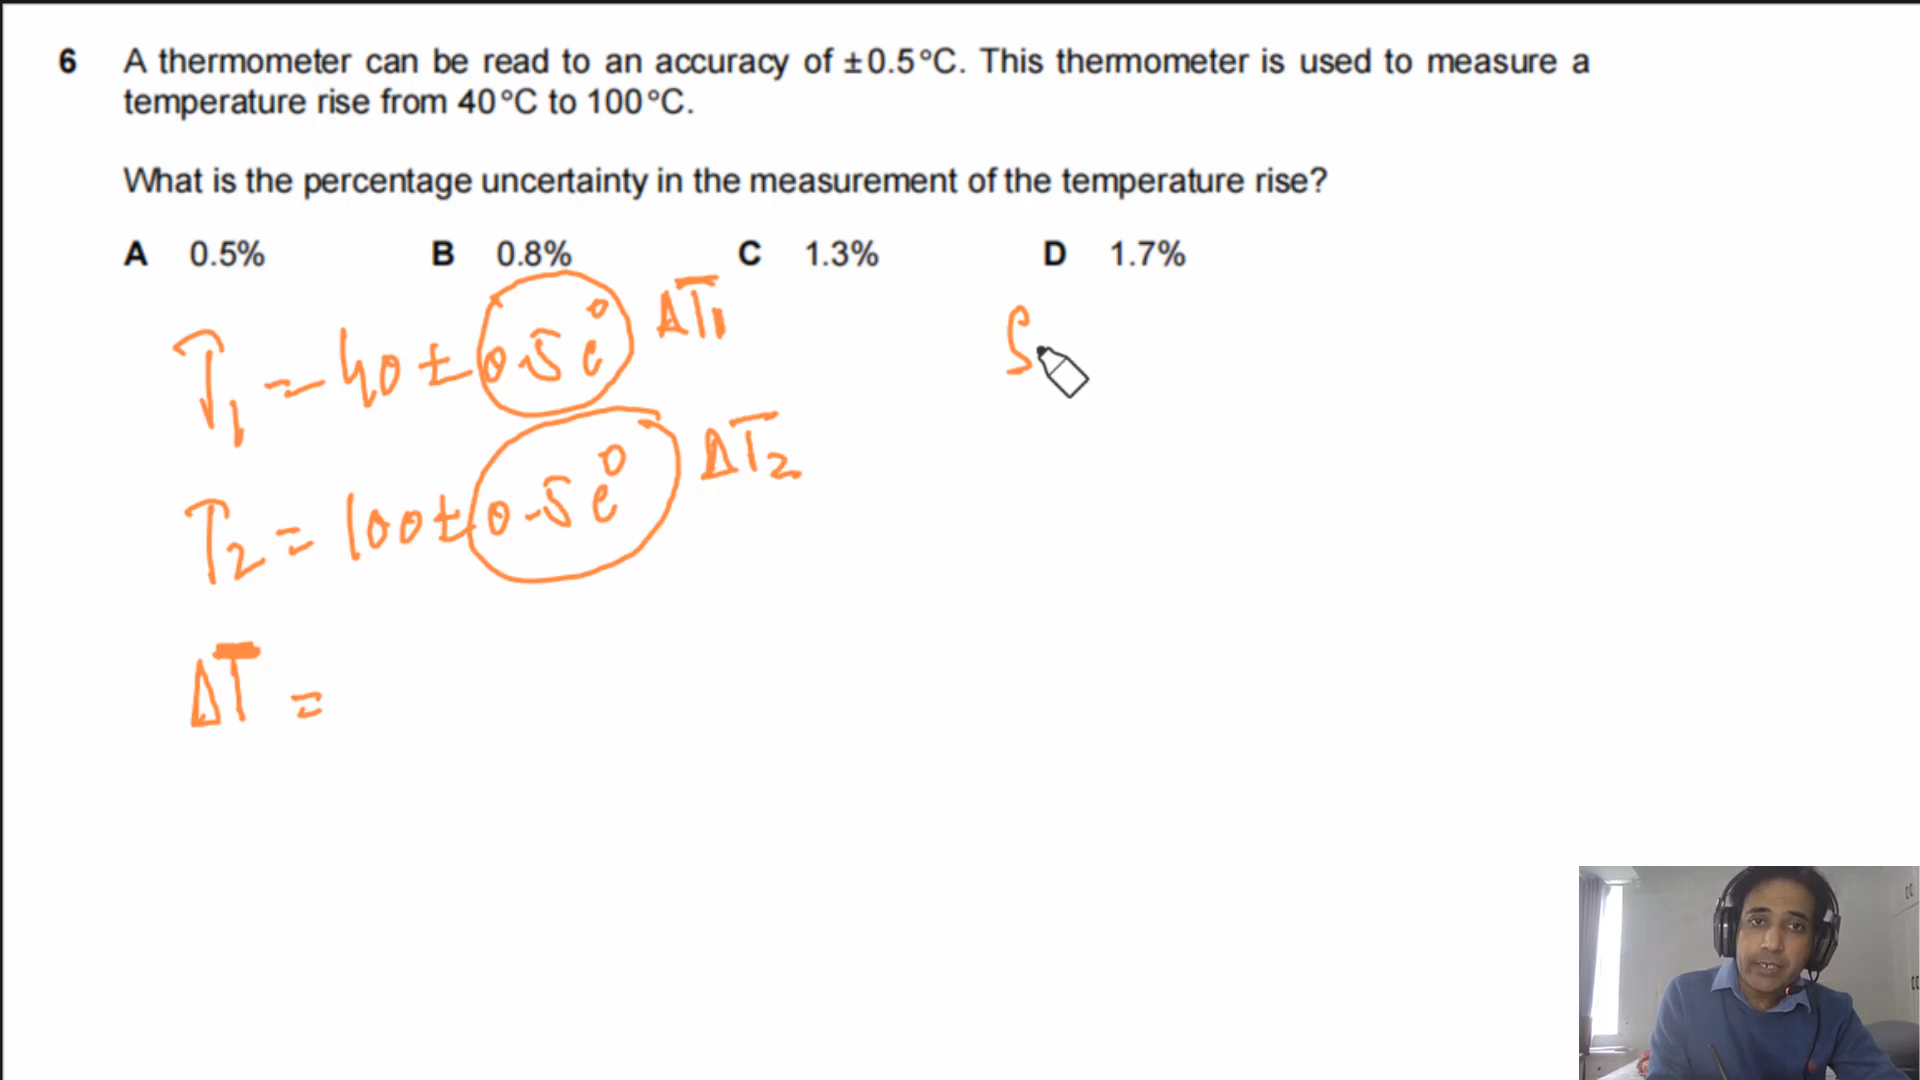 6 A thermometer can be read to an accuracy of ±0.5°C. This thermometer is used to measure a
temperature rise from 40°C to 100°C.
What is the percentage uncertainty in the measurement of the temperature rise?
A 0.5% B 0.8% C 1.3% D 1.7%
T1 = 40 ± 0.5 c° ΔT1
S
T2 = 100 ± 0.5 c° ΔT2
ΔT =